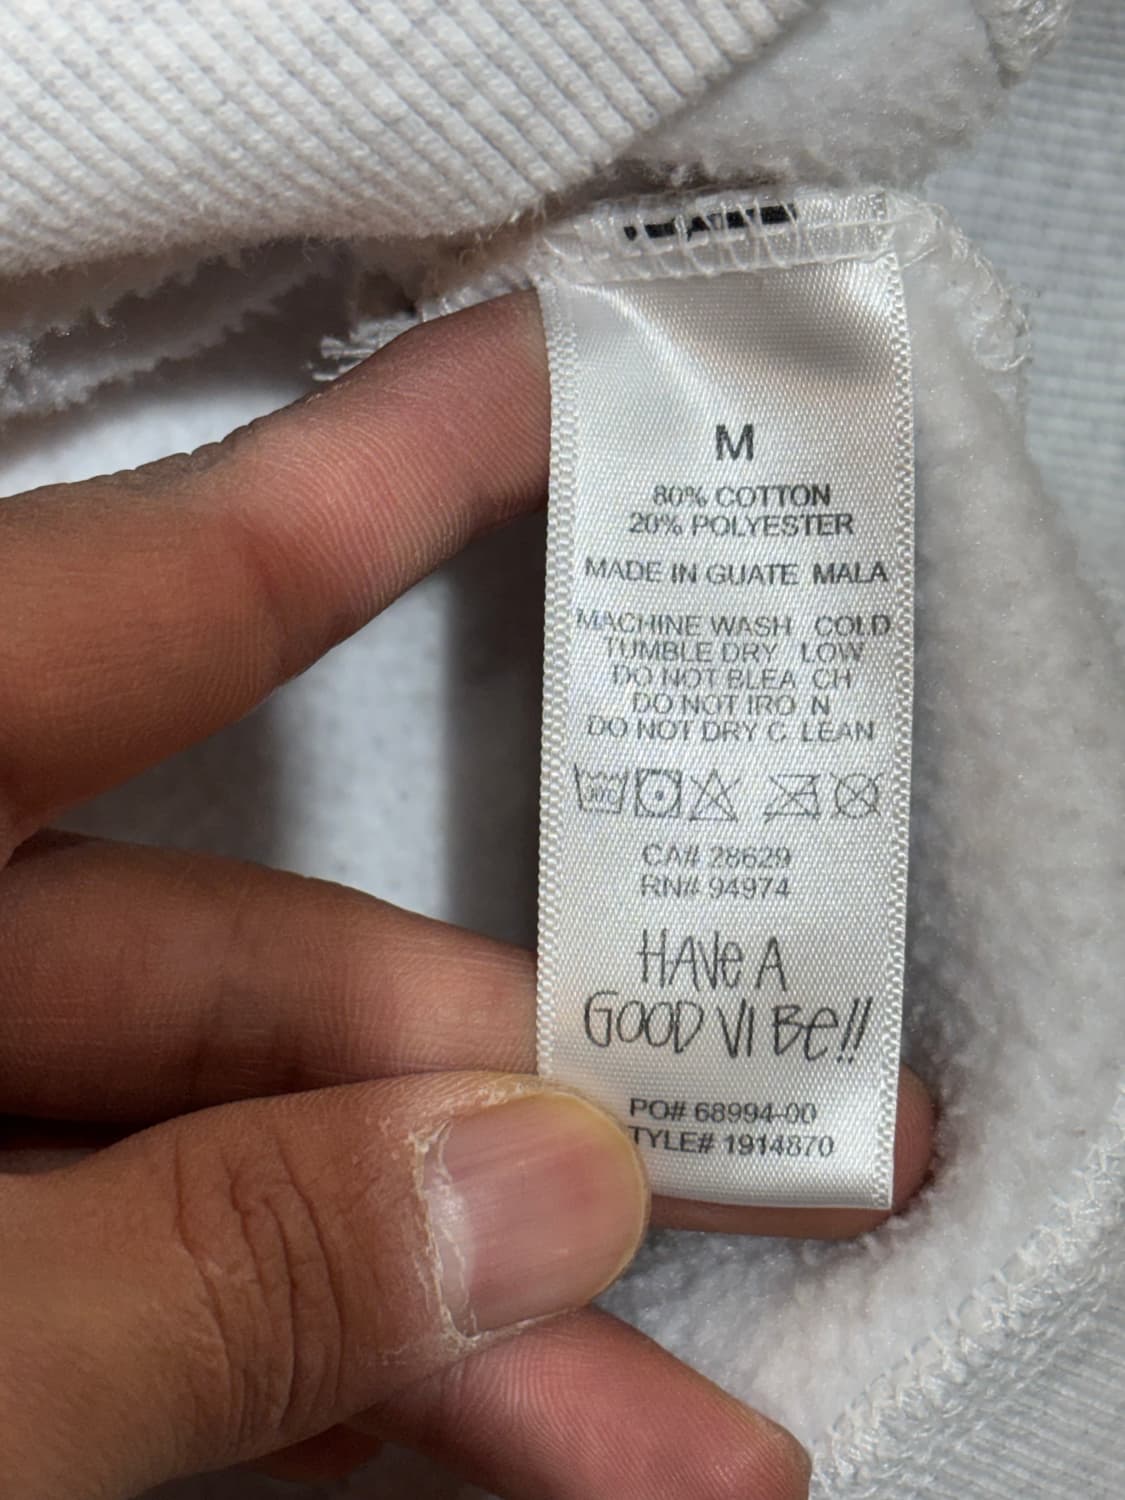 M
80% COTTON
20% POLYESTER
MADE IN GUATE MALA
MACHINE WASH COLD
TUMBLE DRY LOW
DO NOT BLEA CH
DO NOT IRO N
DO NOT DRY C LEAN
CA# 28629
RN# 94974
HAVe A
GOOD VI Be!!
PO# 68994-00
TYLE# 1914870